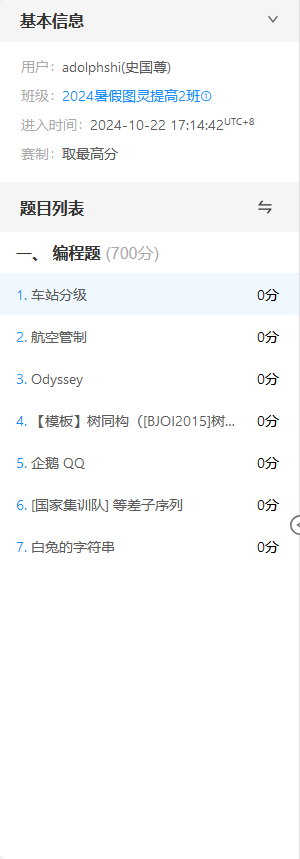 基本信息
用户：adolphshi(史国尊)
班级：2024暑假图灵提高2班①
进入时间：2024-10-22 17:14:42UTC+8
赛制：取最高分
题目列表
一、 编程题 (700分)
1. 车站分级 0分
2. 航空管制 0分
3. Odyssey 0分
4. 【模板】树同构（[BJOI2015]树... 0分
5. 企鹅 QQ 0分
6. [国家集训队] 等差子序列 0分
7. 白兔的字符串 0分